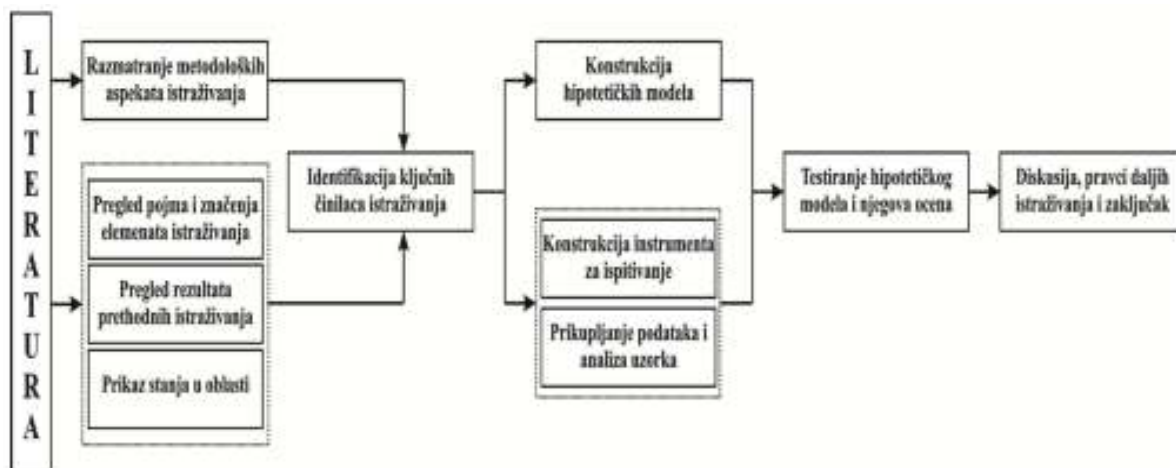 LITERATURA
Razmatranje metodoloških
aspekata istraživanja
Pregled pojma i značenja
elemenata istraživanja
Pregled rezultata
prethodnih istraživanja
Prikaz stanja u oblasti
Identifikacija ključnih
činilaca istraživanja
Konstrukcija
hipotetičkih modela
Konstrukcija instrumenta
za ispitivanje
Prikupljanje podataka i
analiza uzorka
Testiranje hipotetičkog
modela i njegova ocena
Diskusija, pravci daljih
istraživanja i zaključak